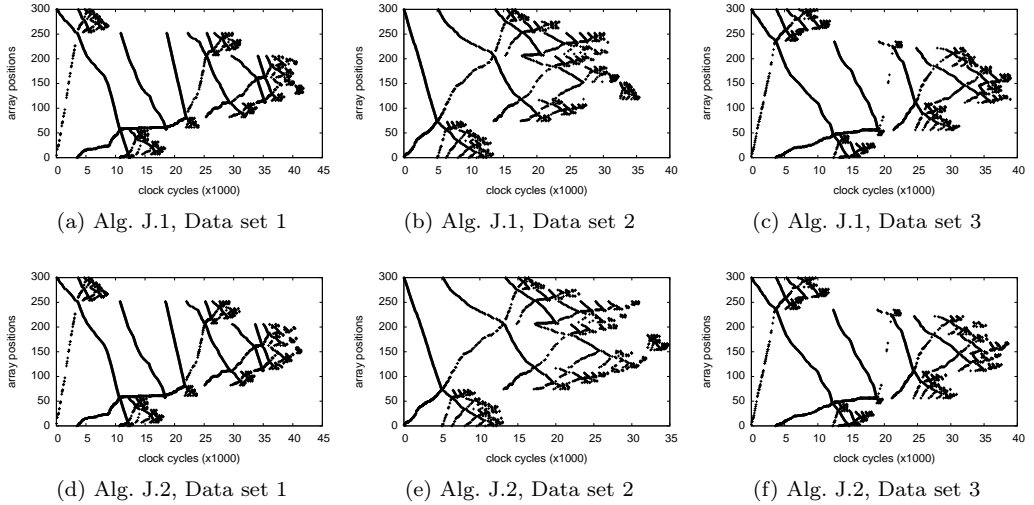 300
250
200
150
100
50
0
array positions
0 5 10 15 20 25 30 35 40 45
clock cycles (x1000)
(a) Alg. J.1, Data set 1
300
250
200
150
100
50
0
array positions
0 5 10 15 20 25 30 35 40
clock cycles (x1000)
(b) Alg. J.1, Data set 2
300
250
200
150
100
50
0
array positions
0 5 10 15 20 25 30 35 40
clock cycles (x1000)
(c) Alg. J.1, Data set 3
300
250
200
150
100
50
0
array positions
0 5 10 15 20 25 30 35 40 45
clock cycles (x1000)
(d) Alg. J.2, Data set 1
300
250
200
150
100
50
0
array positions
0 5 10 15 20 25 30 35
clock cycles (x1000)
(e) Alg. J.2, Data set 2
300
250
200
150
100
50
0
array positions
0 5 10 15 20 25 30 35 40
clock cycles (x1000)
(f) Alg. J.2, Data set 3